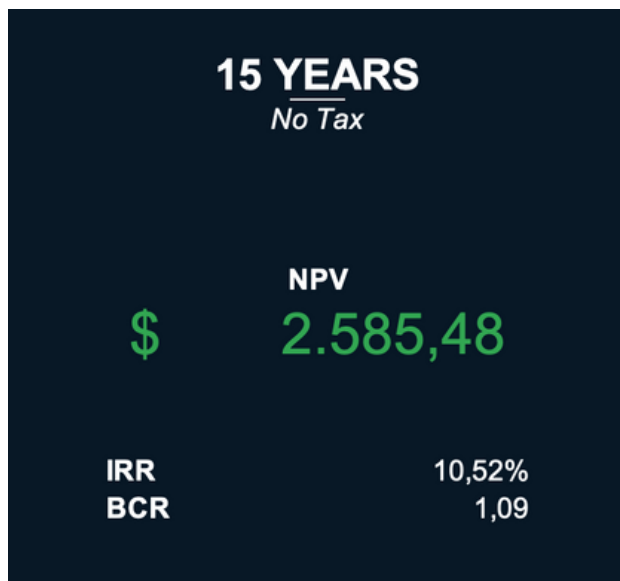 15 YEARS
No Tax
NPV
$ 2.585,48
IRR 10,52%
BCR 1,09